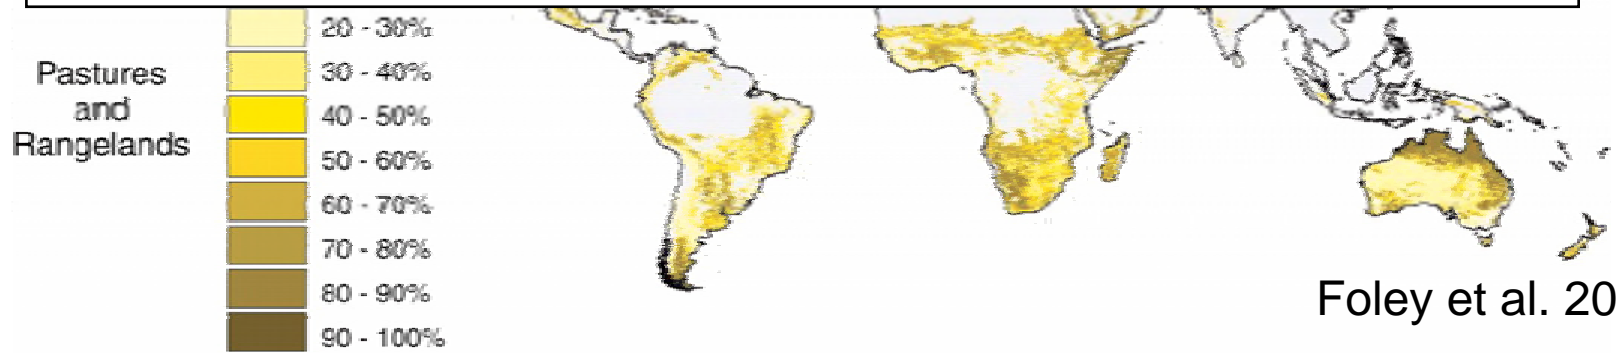 Pastures
and
Rangelands
20 - 30%
30 - 40%
40 - 50%
50 - 60%
60 - 70%
70 - 80%
80 - 90%
90 - 100%
Foley et al. 20